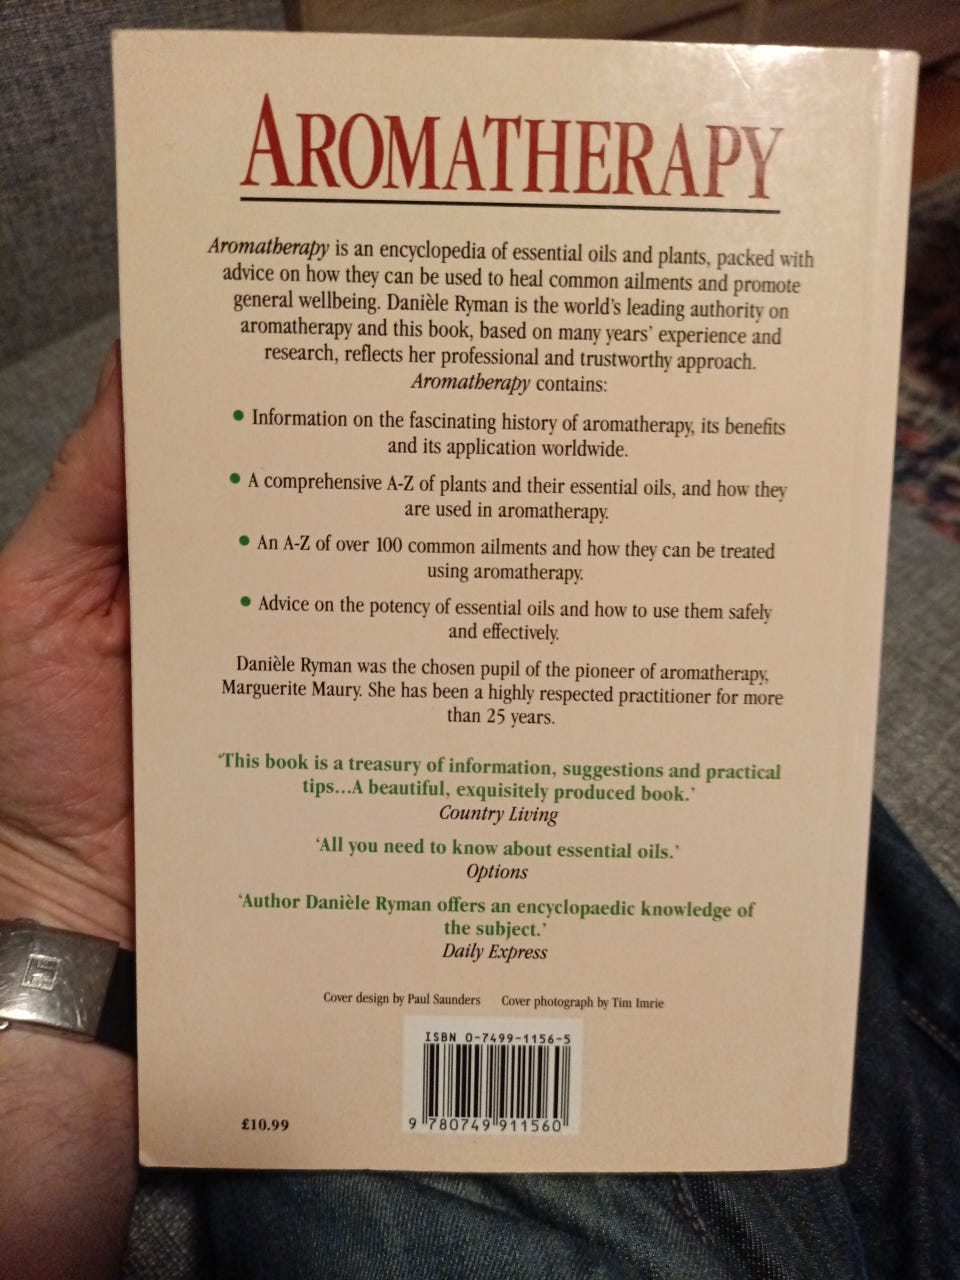 AROMATHERAPY
Aromatherapy is an encyclopedia of essential oils and plants, packed with
advice on how they can be used to heal common ailments and promote
general wellbeing. Danièle Ryman is the world's leading authority on
aromatherapy and this book, based on many years' experience and
research, reflects her professional and trustworthy approach.
Aromatherapy contains:
• Information on the fascinating history of aromatherapy, its benefits
and its application worldwide.
• A comprehensive A-Z of plants and their essential oils, and how they
are used in aromatherapy.
• An A-Z of over 100 common ailments and how they can be treated
using aromatherapy.
• Advice on the potency of essential oils and how to use them safely
and effectively.
Danièle Ryman was the chosen pupil of the pioneer of aromatherapy,
Marguerite Maury. She has been a highly respected practitioner for more
than 25 years.
'This book is a treasury of information, suggestions and practical
tips...A beautiful, exquisitely produced book.'
Country Living
'All you need to know about essential oils.'
Options
'Author Danièle Ryman offers an encyclopaedic knowledge of
the subject.'
Daily Express
Cover design by Paul Saunders Cover photograph by Tim Imrie
ISBN 0-7499-1156-5
9 780749 911560
£10.99